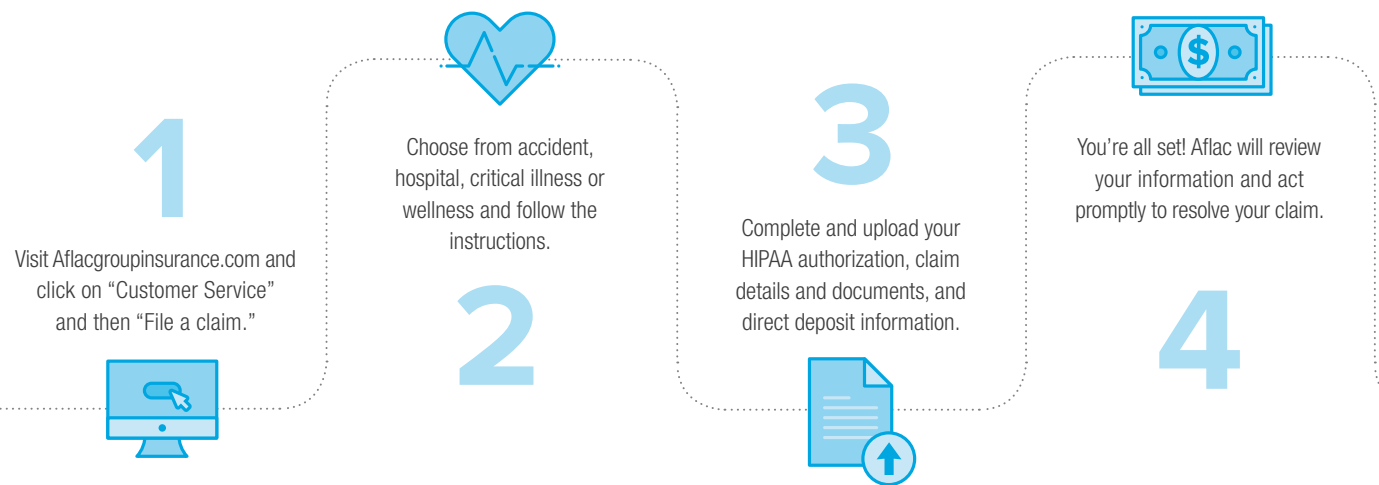 1
Visit Aflacgroupinsurance.com and
click on “Customer Service”
and then “File a claim.”
Choose from accident,
hospital, critical illness or
wellness and follow the
instructions.
2
3
Complete and upload your
HIPAA authorization, claim
details and documents, and
direct deposit information.
$
You’re all set! Aflac will review
your information and act
promptly to resolve your claim.
4